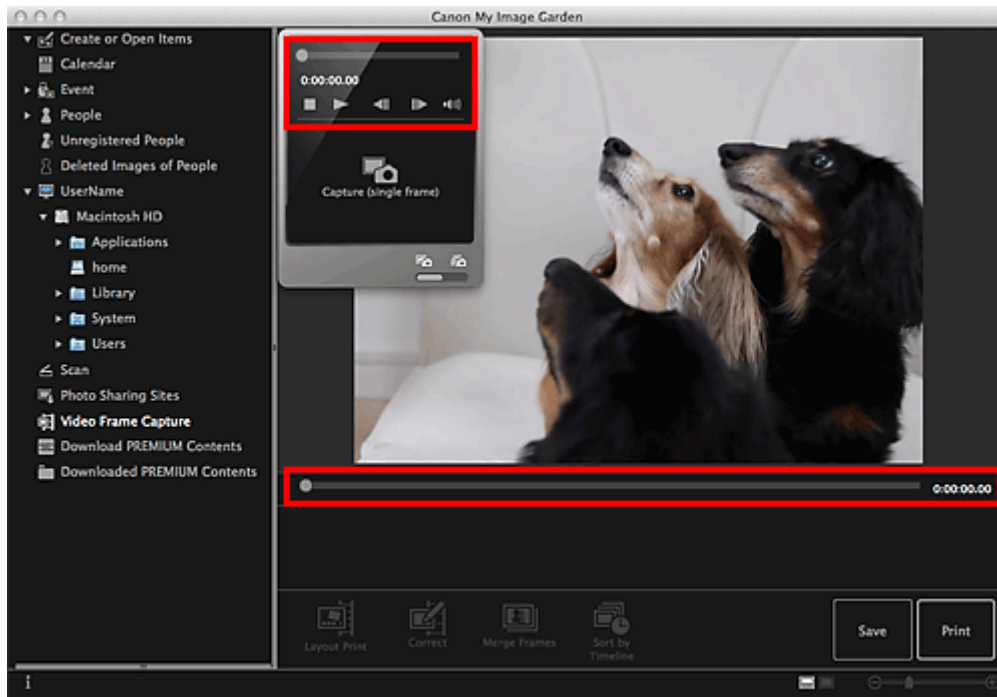 Canon My Image Garden
Create or Open Items
Calendar
Event
People
Unregistered People
Deleted Images of People
UserName
Macintosh HD
Applications
home
Library
System
Users
Scan
Photo Sharing Sites
Video Frame Capture
Download PREMIUM Contents
Downloaded PREMIUM Contents
0:00:00.00
Capture (single frame)
0:00:00.00
Layout Print
Correct
Merge Frames
Sort by
Timeline
Save
Print